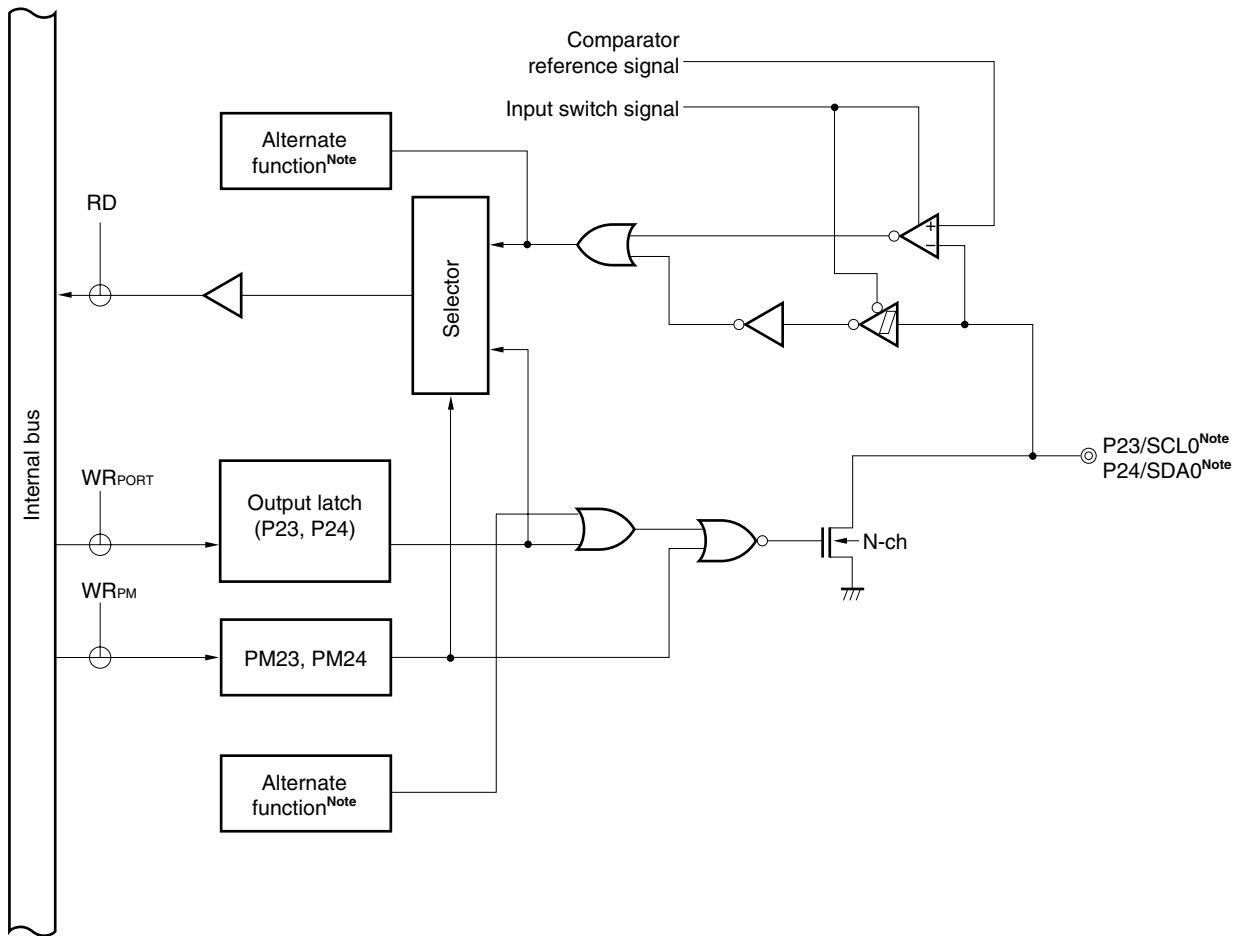 Comparator
reference signal
Input switch signal
Alternate
functionNote
RD
+
−
Selector
Internal bus
P23/SCL0Note
P24/SDA0Note
WRPORT
Output latch
(P23, P24)
N-ch
WRPM
PM23, PM24
Alternate
functionNote